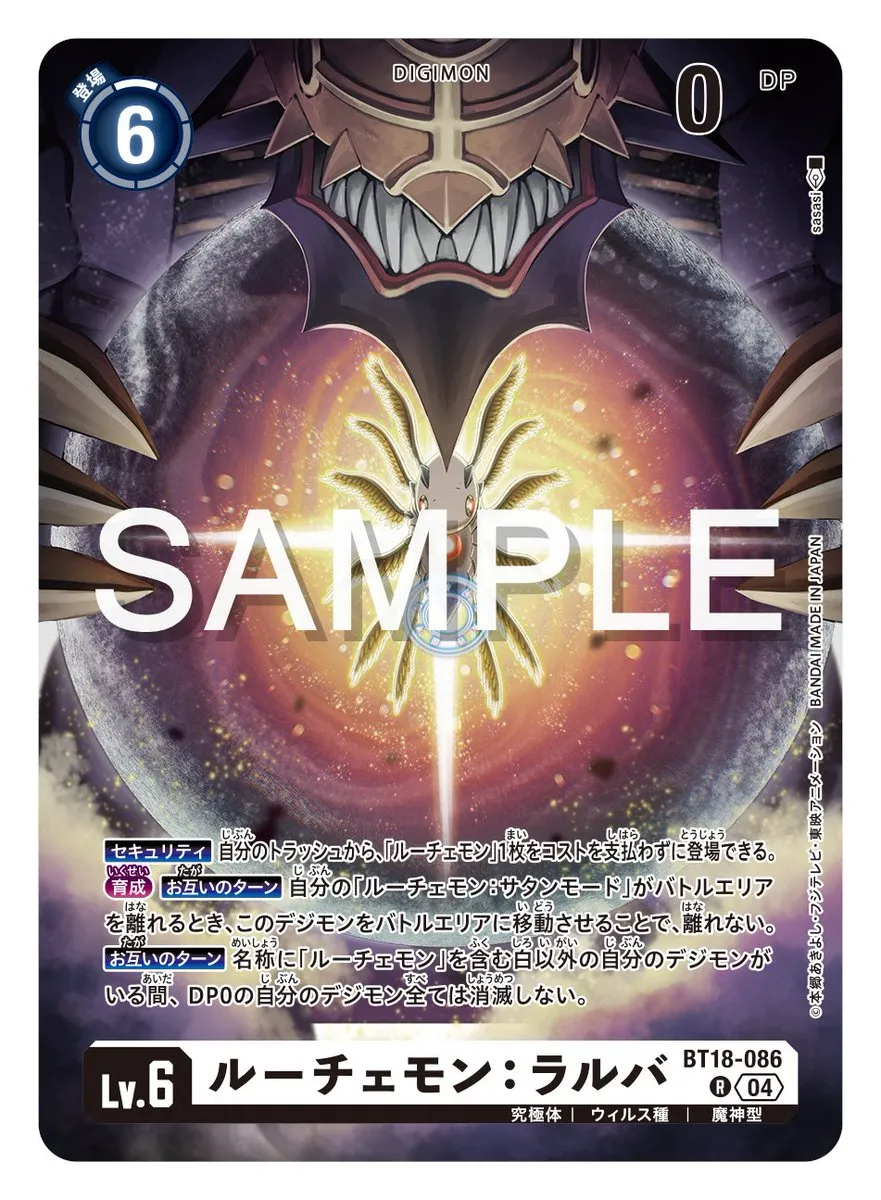 DIGIMON
登場
6
0 DP
sasasi
SAMPLE
©本郷あきよし・フジテレビ・東映アニメーション BANDAI MADE IN JAPAN
セキュリティ 自分のトラッシュから、「ルーチェモン」1枚をコストを支払わずに登場できる。
育成 お互いのターン 自分の「ルーチェモン:サタンモード」がバトルエリア
を離れるとき、このデジモンをバトルエリアに移動させることで、離れない。
お互いのターン 名称に「ルーチェモン」を含む白以外の自分のデジモンが
いる間、DP0の自分のデジモン全ては消滅しない。
Lv.6 ルーチェモン:ラルバ BT18-086
R 04
究極体 | ウィルス種 | 魔神型